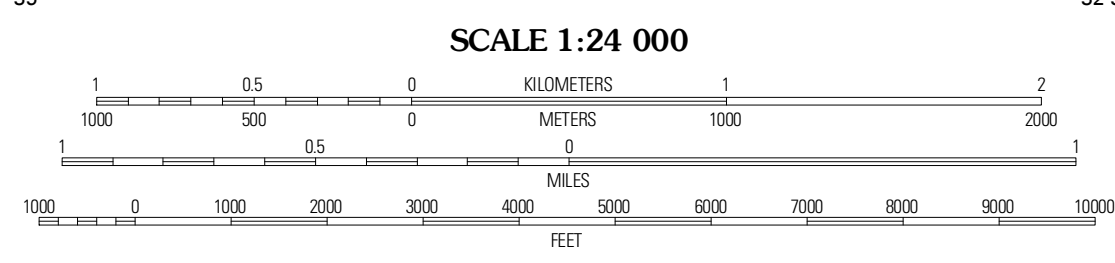 SCALE 1:24 000
1 0.5 0 KILOMETERS 1 2
1000 500 0 METERS 1000 2000
1 0.5 0 1
MILES
1000 0 1000 2000 3000 4000 5000 6000 7000 8000 9000 10000
FEET